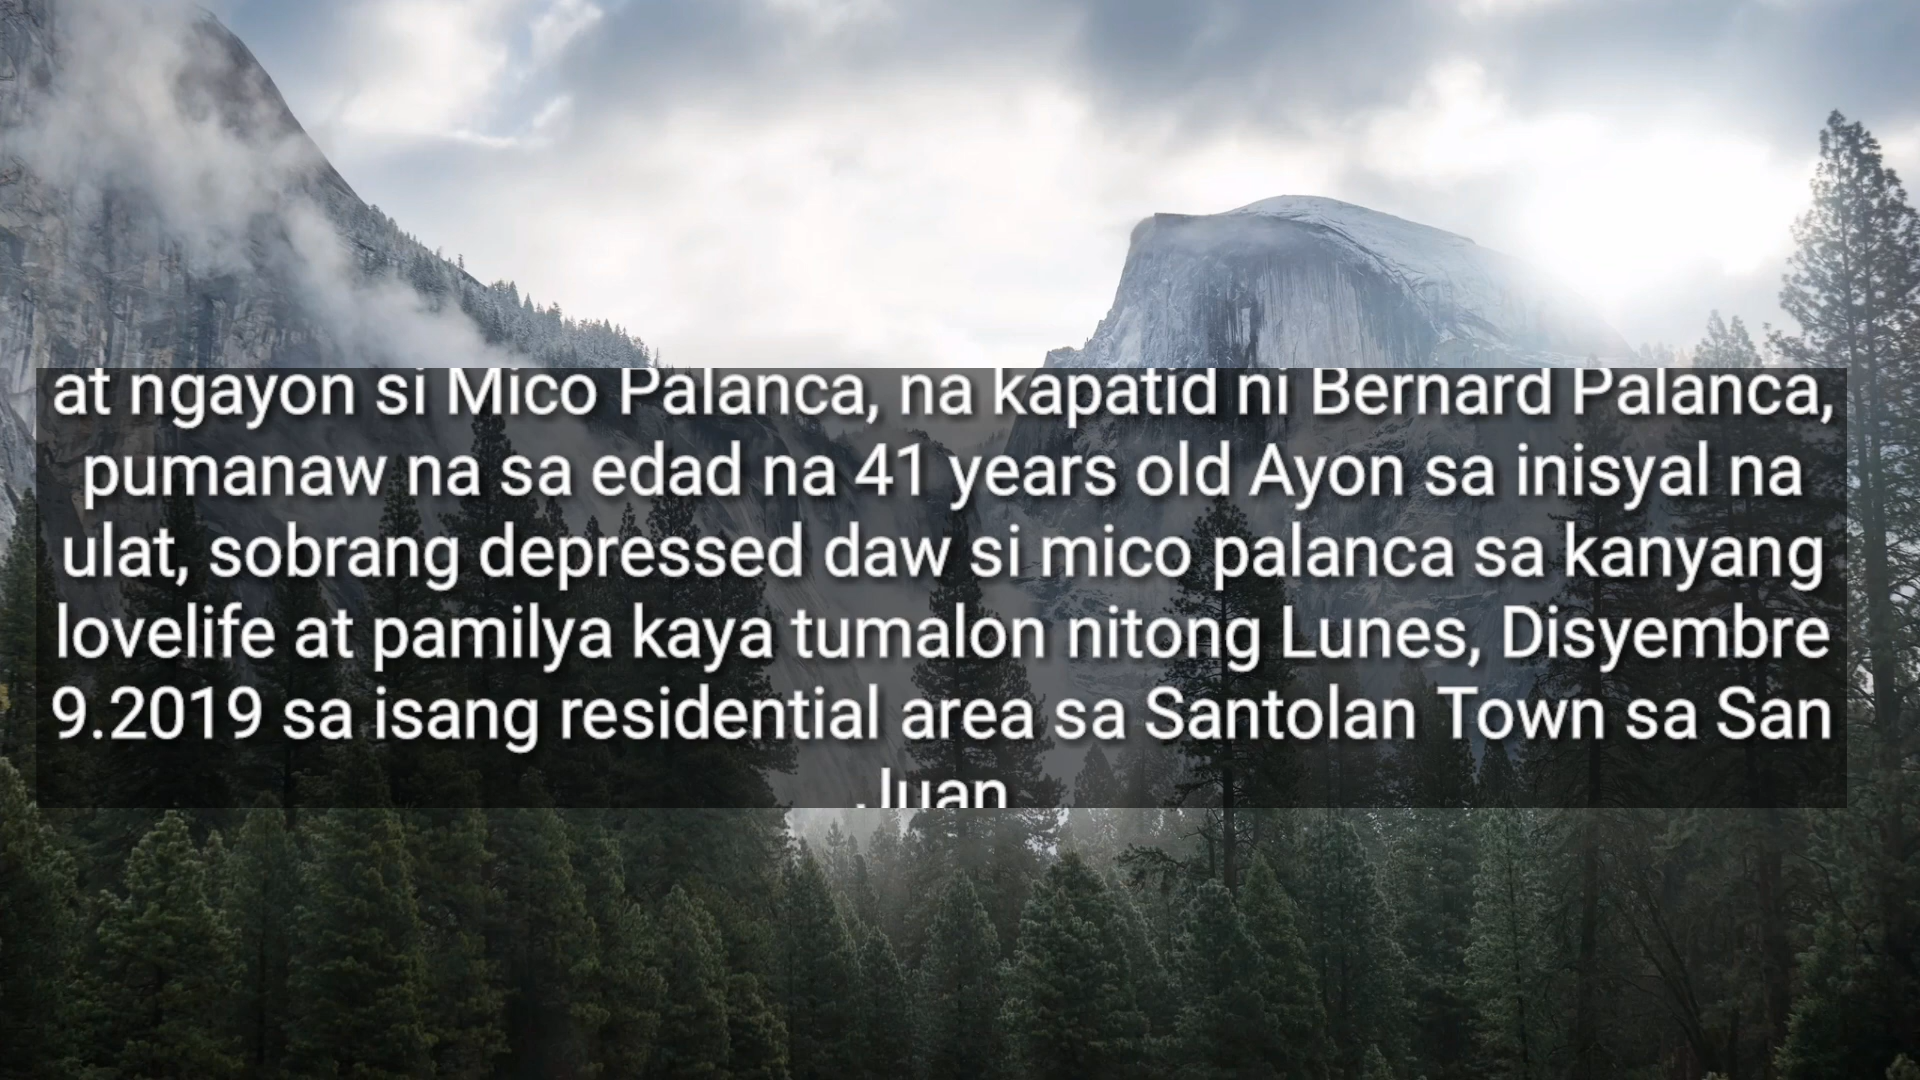 at ngayon si Mico Palanca, na kapatid ni Bernard Palanca,
pumanaw na sa edad na 41 years old Ayon sa inisyal na
ulat, sobrang depressed daw si mico palanca sa kanyang
lovelife at pamilya kaya tumalon nitong Lunes, Disyembre
9.2019 sa isang residential area sa Santolan Town sa San
Juan